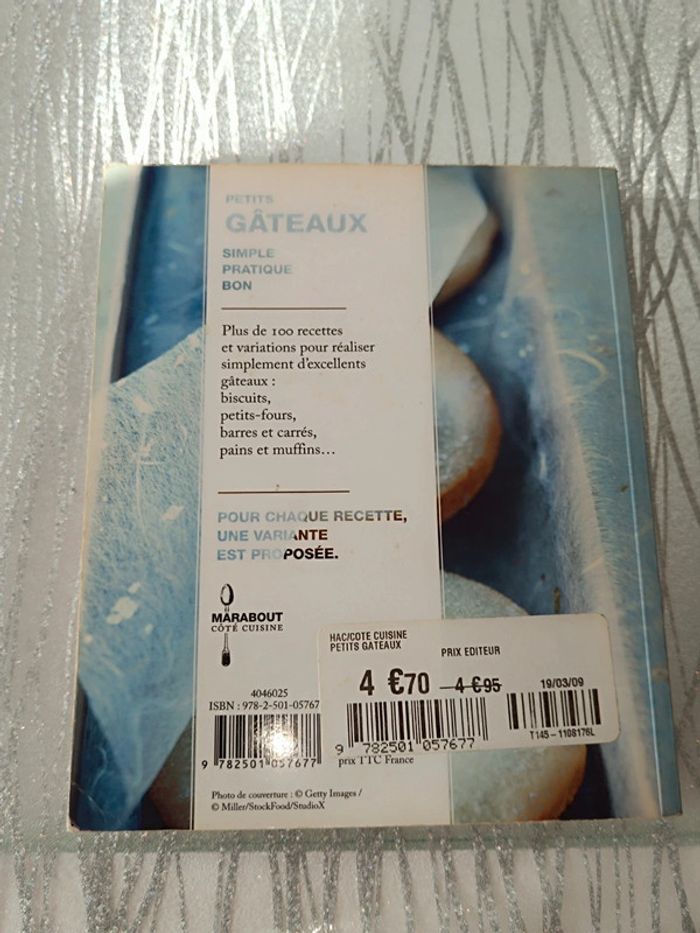 PETITS
GÂTEAUX
SIMPLE
PRATIQUE
BON
Plus de 100 recettes
et variations pour réaliser
simplement d'excellents
gâteaux :
biscuits,
petits-fours,
barres et carrés,
pains et muffins...
POUR CHAQUE RECETTE,
UNE VARIANTE
EST PROPOSÉE.
MARABOUT
CÔTÉ CUISINE
4046025
ISBN : 978-2-501-05767
9 782501 057677
HAC/COTE CUISINE
PETITS GATEAUX
PRIX EDITEUR
4 €70 4 €95
19/03/09
9 782501 057677
T145-1108176L
prix TTC France
Photo de couverture : © Getty Images /
© Miller/StockFood/StudioX